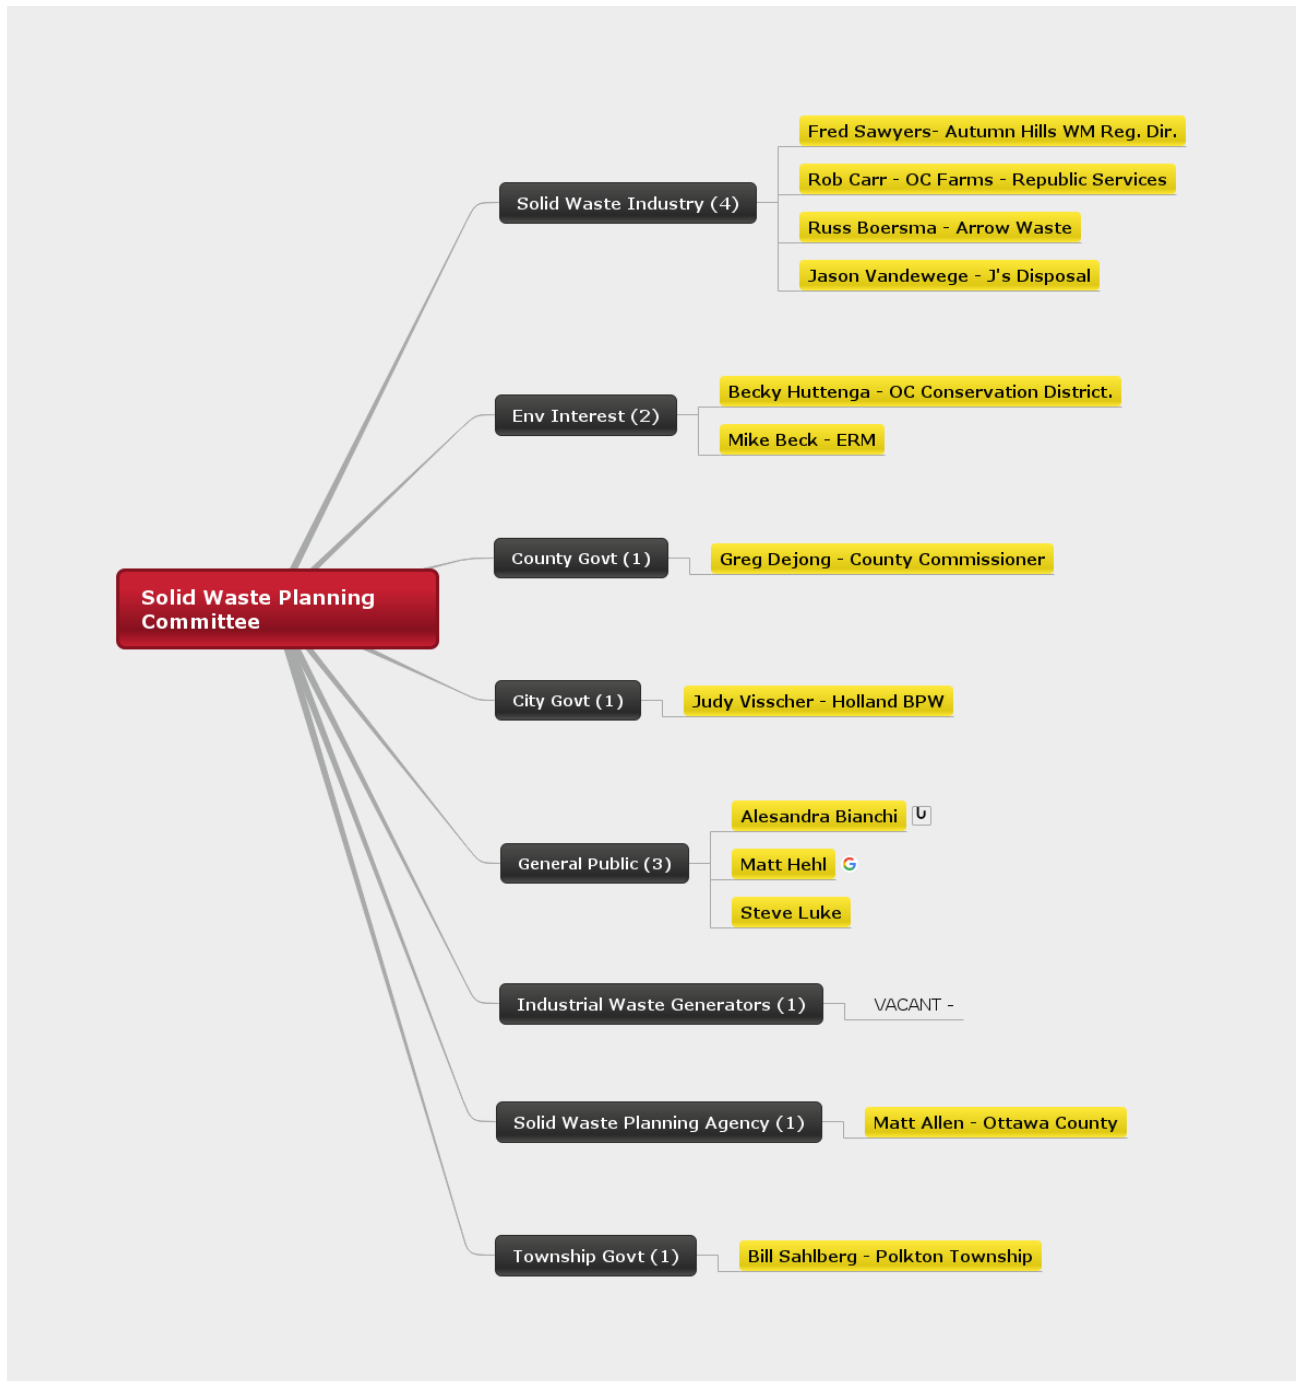 Fred Sawyers- Autumn Hills WM Reg. Dir.
Solid Waste Industry (4)
Rob Carr - OC Farms - Republic Services
Russ Boersma - Arrow Waste
Jason Vandewege - J's Disposal
Env Interest (2)
Becky Huttenga - OC Conservation District.
Mike Beck - ERM
County Govt (1)
Greg Dejong - County Commissioner
Solid Waste Planning
Committee
City Govt (1)
Judy Visscher - Holland BPW
General Public (3)
Alesandra Bianchi
U
Matt Hehl
G
Steve Luke
Industrial Waste Generators (1)
VACANT -
Solid Waste Planning Agency (1)
Matt Allen - Ottawa County
Township Govt (1)
Bill Sahlberg - Polkton Township